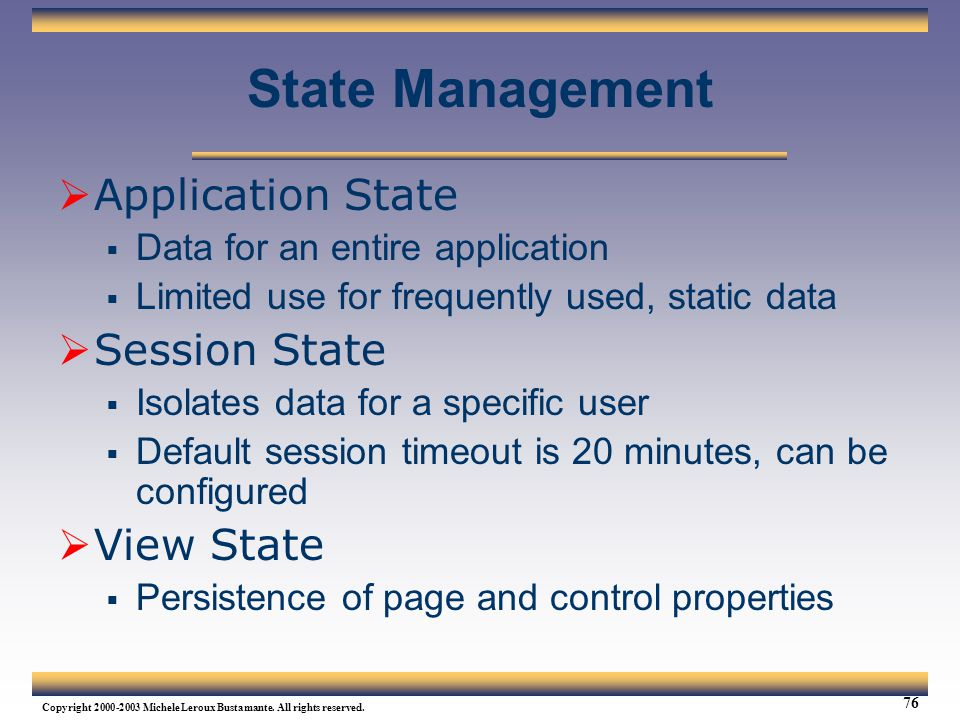 State Management
Application State
Data for an entire application
Limited use for frequently used, static data
Session State
Isolates data for a specific user
Default session timeout is 20 minutes, can be
configured
View State
Persistence of page and control properties
Copyright 2000-2003 Michele Leroux Bustamante. All rights reserved.
76